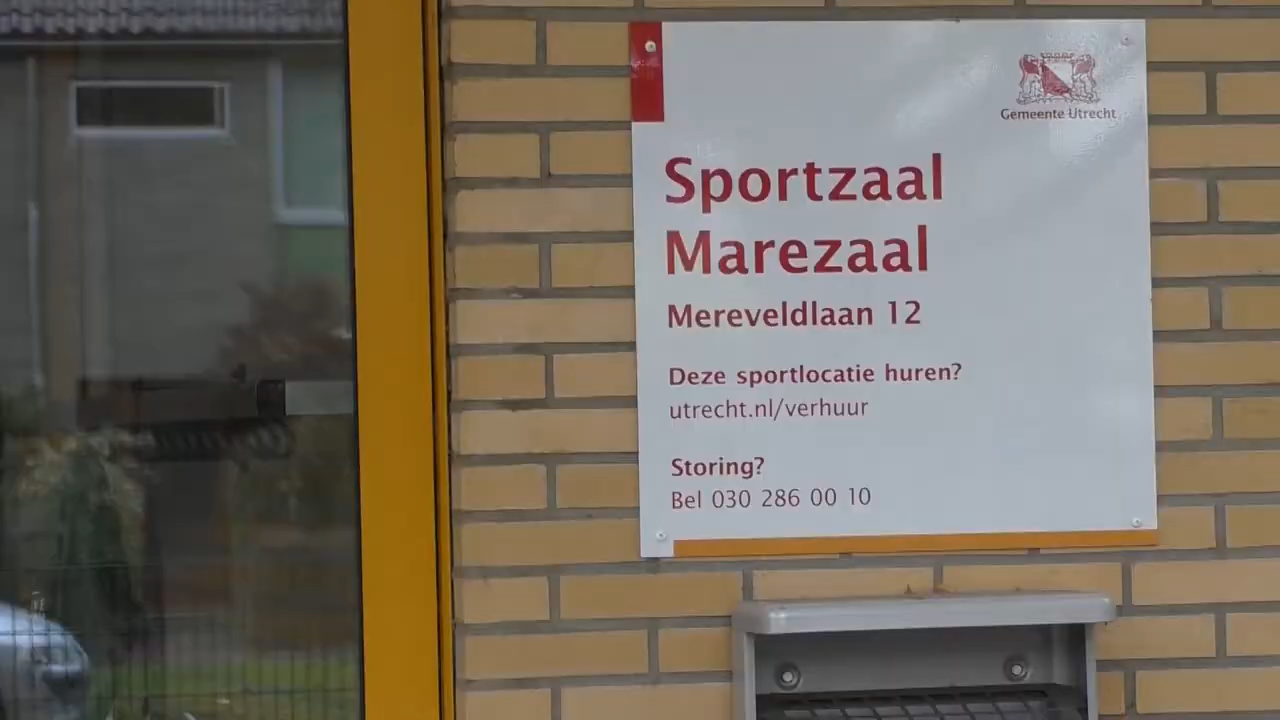 Gemeente Utrecht
Sportzaal
Marezaal
Mereveldlaan 12
Deze sportlocatie huren?
utrecht.nl/verhuur
Storing?
Bel 030 286 00 10